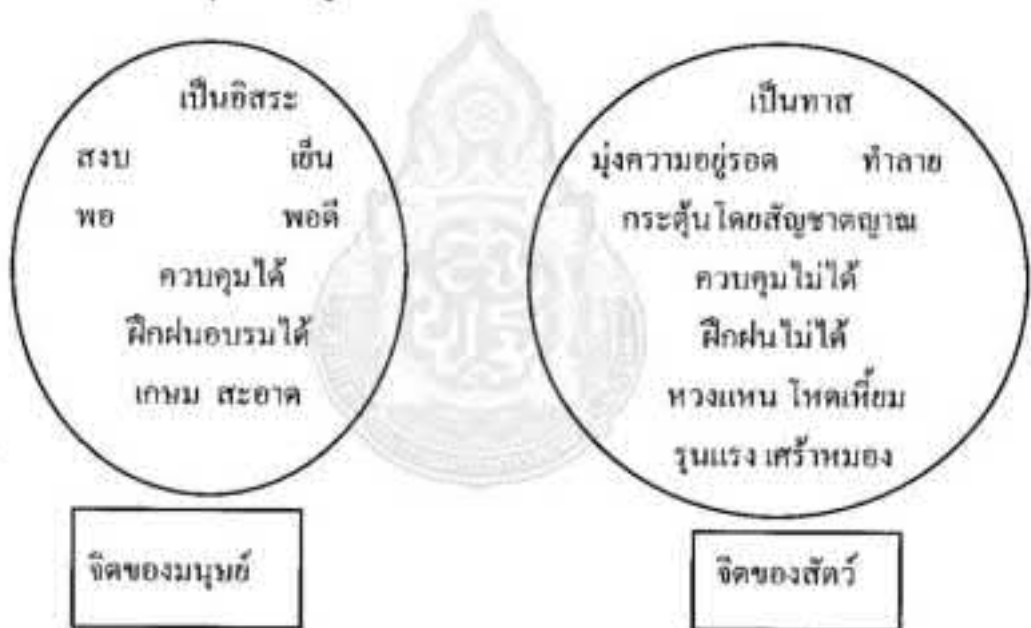 เป็นอิสระ
สงบ เย็น
พอ พอดี
ควบคุมได้
ฝึกฝนอบรมได้
เกษม สะอาด
จิตของมนุษย์
เป็นทาส
มุ่งความอยู่รอด ทำลาย
กระตุ้นโดยสัญชาตญาณ
ควบคุมไม่ได้
ฝึกฝนไม่ได้
หวงแหน โหดเหี้ยม
รุนแรง เศร้าหมอง
จิตของสัตว์